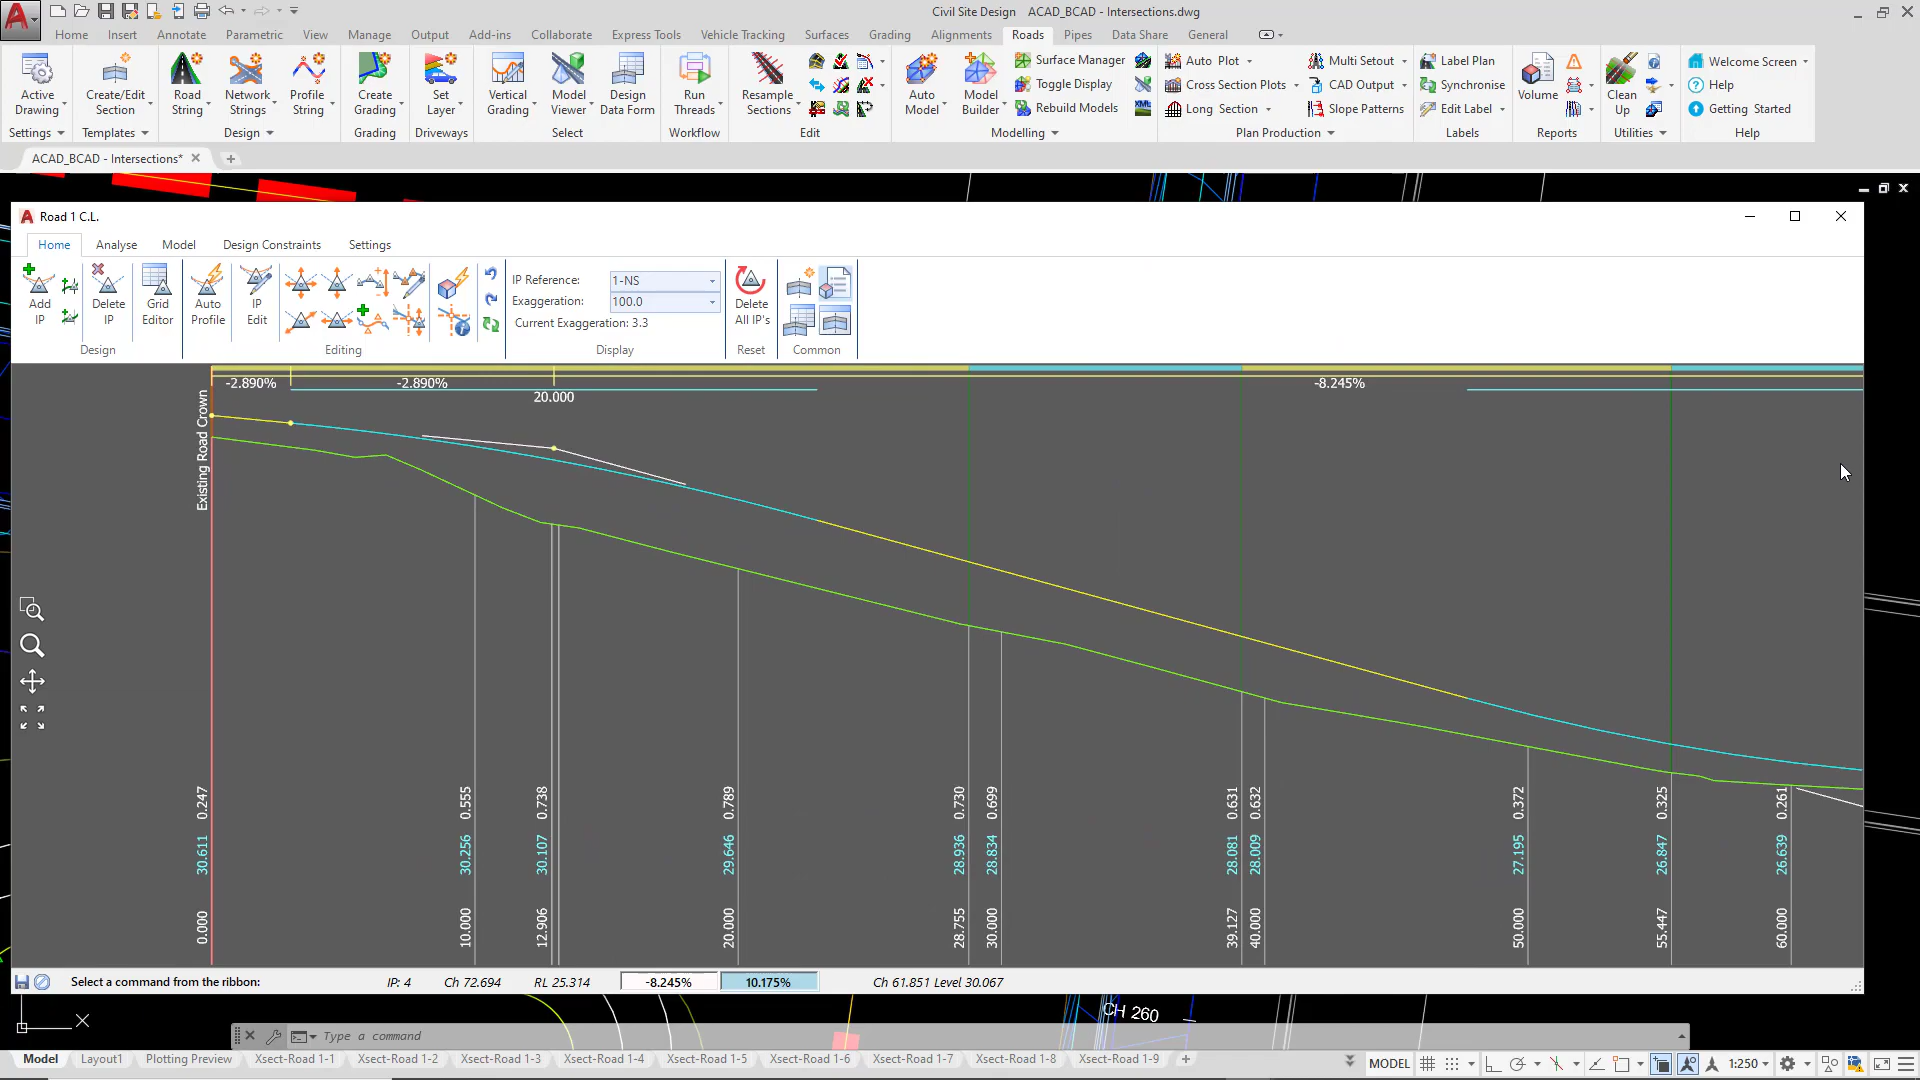 Civil Site Design ACAD_BCAD - Intersections.dwg
Home Insert Annotate Parametric View Manage Output Add-ins Collaborate Express Tools Vehicle Tracking Surfaces Grading Alignments Roads Pipes Data Share General
Active Drawing
Create/Edit Section
Road String
Network Strings
Profile String
Create Grading
Set Layer
Vertical Grading
Model Viewer
Design Data Form
Run Threads
Resample Sections
Auto Model
Model Builder
Surface Manager
Toggle Display
Rebuild Models
XML
Auto Plot
Cross Section Plots
Long Section
Multi Setout
CAD Output
Slope Patterns
Label Plan
Synchronise
Edit Label
Volume
Clean Up
Welcome Screen
Help
Getting Started
Settings Templates Design Grading Driveways Select Workflow Edit Modelling Plan Production Labels Reports Utilities Help
ACAD_BCAD - Intersections*
Road 1 C.L.
Home Analyse Model Design Constraints Settings
Add IP
Delete IP
Grid Editor
Auto Profile
IP Edit
IP Reference: 1-NS
Exaggeration: 100.0
Current Exaggeration: 3.3
Delete All IP's
Design Editing Display Reset Common
-2.890% -2.890% -8.245%
20.000
Existing Road Crown
0.247 0.555 0.738 0.789 0.730 0.699 0.631 0.632 0.372 0.325 0.261
30.611 30.256 30.107 29.646 28.936 28.834 28.081 28.009 27.195 26.847 26.639
0.000 10.000 12.906 20.000 28.755 30.000 39.127 40.000 50.000 55.447 60.000
Select a command from the ribbon: IP: 4 Ch 72.694 RL 25.314 -8.245% 10.175% Ch 61.851 Level 30.067
CH 260
X
Type a command
Model Layout1 Plotting Preview Xsect-Road 1-1 Xsect-Road 1-2 Xsect-Road 1-3 Xsect-Road 1-4 Xsect-Road 1-5 Xsect-Road 1-6 Xsect-Road 1-7 Xsect-Road 1-8 Xsect-Road 1-9 MODEL 1:250